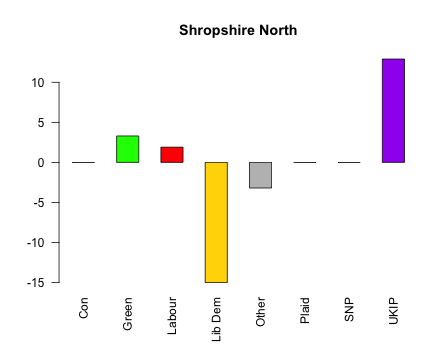 Shropshire North
10
5
0
-5
-10
-15
Con
Green
Labour
Lib Dem
Other
Plaid
SNP
UKIP